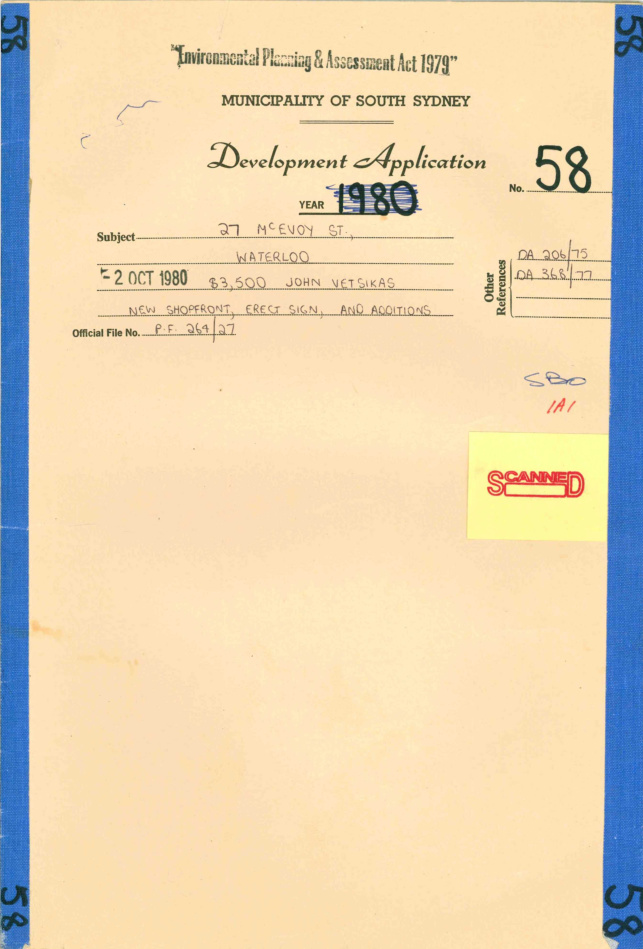 58
58
"Environmental Planning & Assessment Act 1979"
MUNICIPALITY OF SOUTH SYDNEY
Development Application
No. 58
YEAR 1980
Subject 27 McEVOY ST.,
WATERLOO
- 2 OCT 1980 $3,500 JOHN VETSIKAS
NEW SHOPFRONT, ERECT SIGN, AND ADDITIONS
Official File No. P.F. 264/27
Other References
DA 206/75
DA 368/77
1A1
SCANNED
58
58